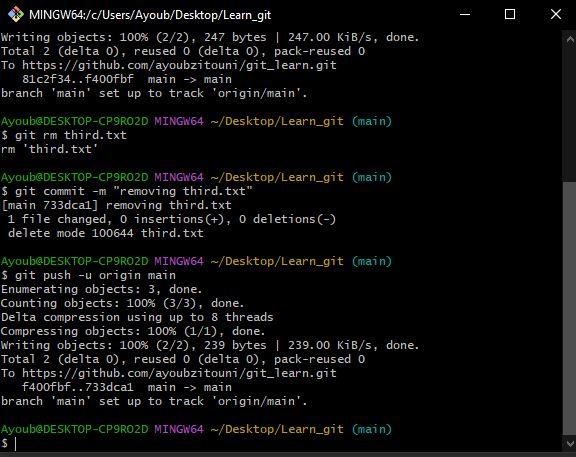 MINGW64:/c/Users/Ayoub/Desktop/Learn_git
Writing objects: 100% (2/2), 247 bytes | 247.00 KiB/s, done.
Total 2 (delta 0), reused 0 (delta 0), pack-reused 0
To https://github.com/ayoubzitouni/git_learn.git
   81c2f34..f400fbf  main -> main
branch 'main' set up to track 'origin/main'.

Ayoub@DESKTOP-CP9RO2D MINGW64 ~/Desktop/Learn_git (main)
$ git rm third.txt
rm 'third.txt'

Ayoub@DESKTOP-CP9RO2D MINGW64 ~/Desktop/Learn_git (main)
$ git commit -m "removing third.txt"
[main 733dca1] removing third.txt
 1 file changed, 0 insertions(+), 0 deletions(-)
 delete mode 100644 third.txt

Ayoub@DESKTOP-CP9RO2D MINGW64 ~/Desktop/Learn_git (main)
$ git push -u origin main
Enumerating objects: 3, done.
Counting objects: 100% (3/3), done.
Delta compression using up to 8 threads
Compressing objects: 100% (1/1), done.
Writing objects: 100% (2/2), 239 bytes | 239.00 KiB/s, done.
Total 2 (delta 0), reused 0 (delta 0), pack-reused 0
To https://github.com/ayoubzitouni/git_learn.git
   f400fbf..733dca1  main -> main
branch 'main' set up to track 'origin/main'.

Ayoub@DESKTOP-CP9RO2D MINGW64 ~/Desktop/Learn_git (main)
$